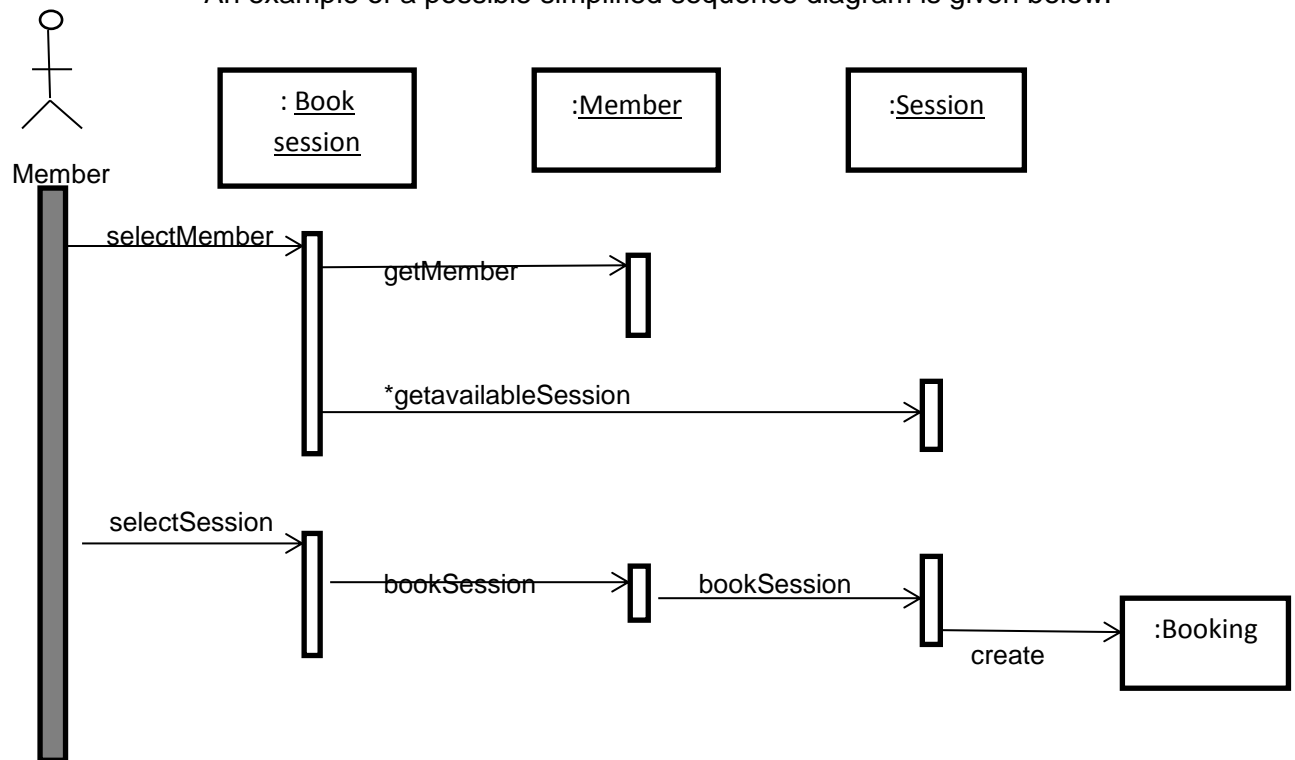 An example of a possible simplified sequence diagram is given below.
: Book
session
:Member
:Session
Member
selectMember
getMember
*getavailableSession
selectSession
bookSession
bookSession
:Booking
create